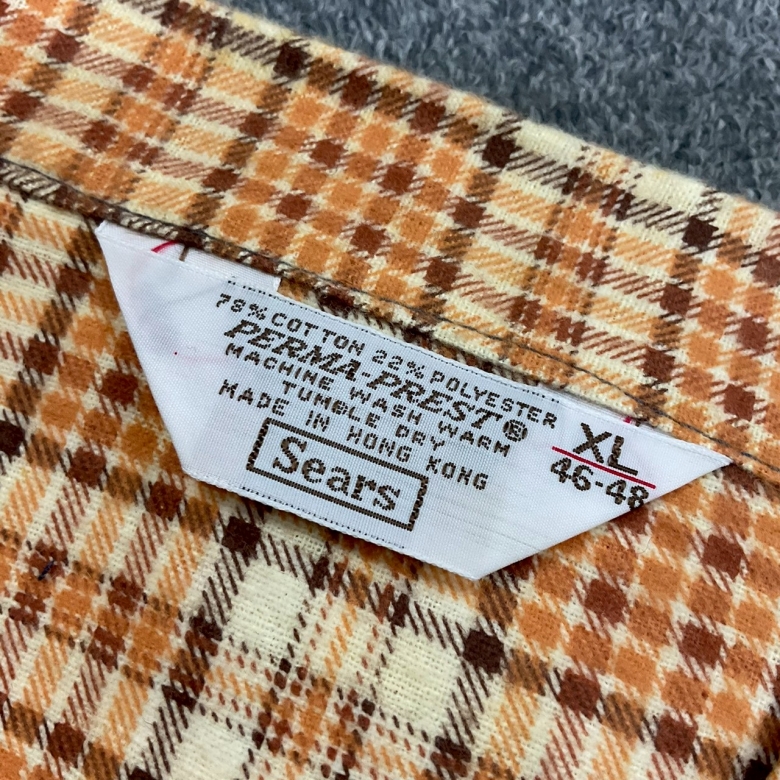 78% COTTON 22% POLYESTER
PERMA-PREST®
MACHINE WASH WARM
TUMBLE DRY
MADE IN HONG KONG
Sears
XL
46-48